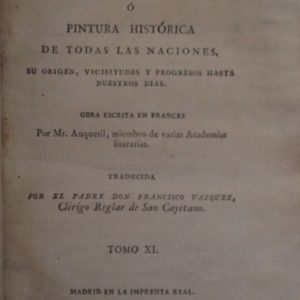 Ó
PINTURA HISTÓRICA
DE TODAS LAS NACIONES,
SU ORIGEN, VICISITUDES Y PROGRESOS HASTA
NUESTROS DIAS.
OBRA ESCRITA EN FRANCES
Por Mr. Anquetil, miembro de varias Academias
literarias.
TRADUCIDA
POR EL PADRE DON FRANCISCO VAZQUEZ,
Clérigo Reglar de San Cayetano.
TOMO XI.
MADRID EN LA IMPRENTA REAL.